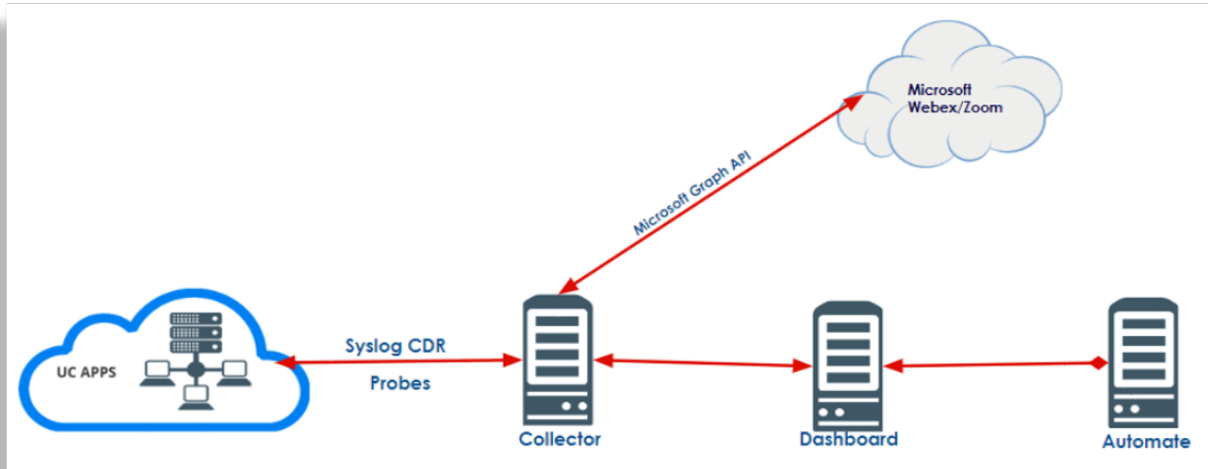 Microsoft
Webex/Zoom
Microsoft Graph API
UC APPS
Syslog CDR
Probes
Collector
Dashboard
Automate